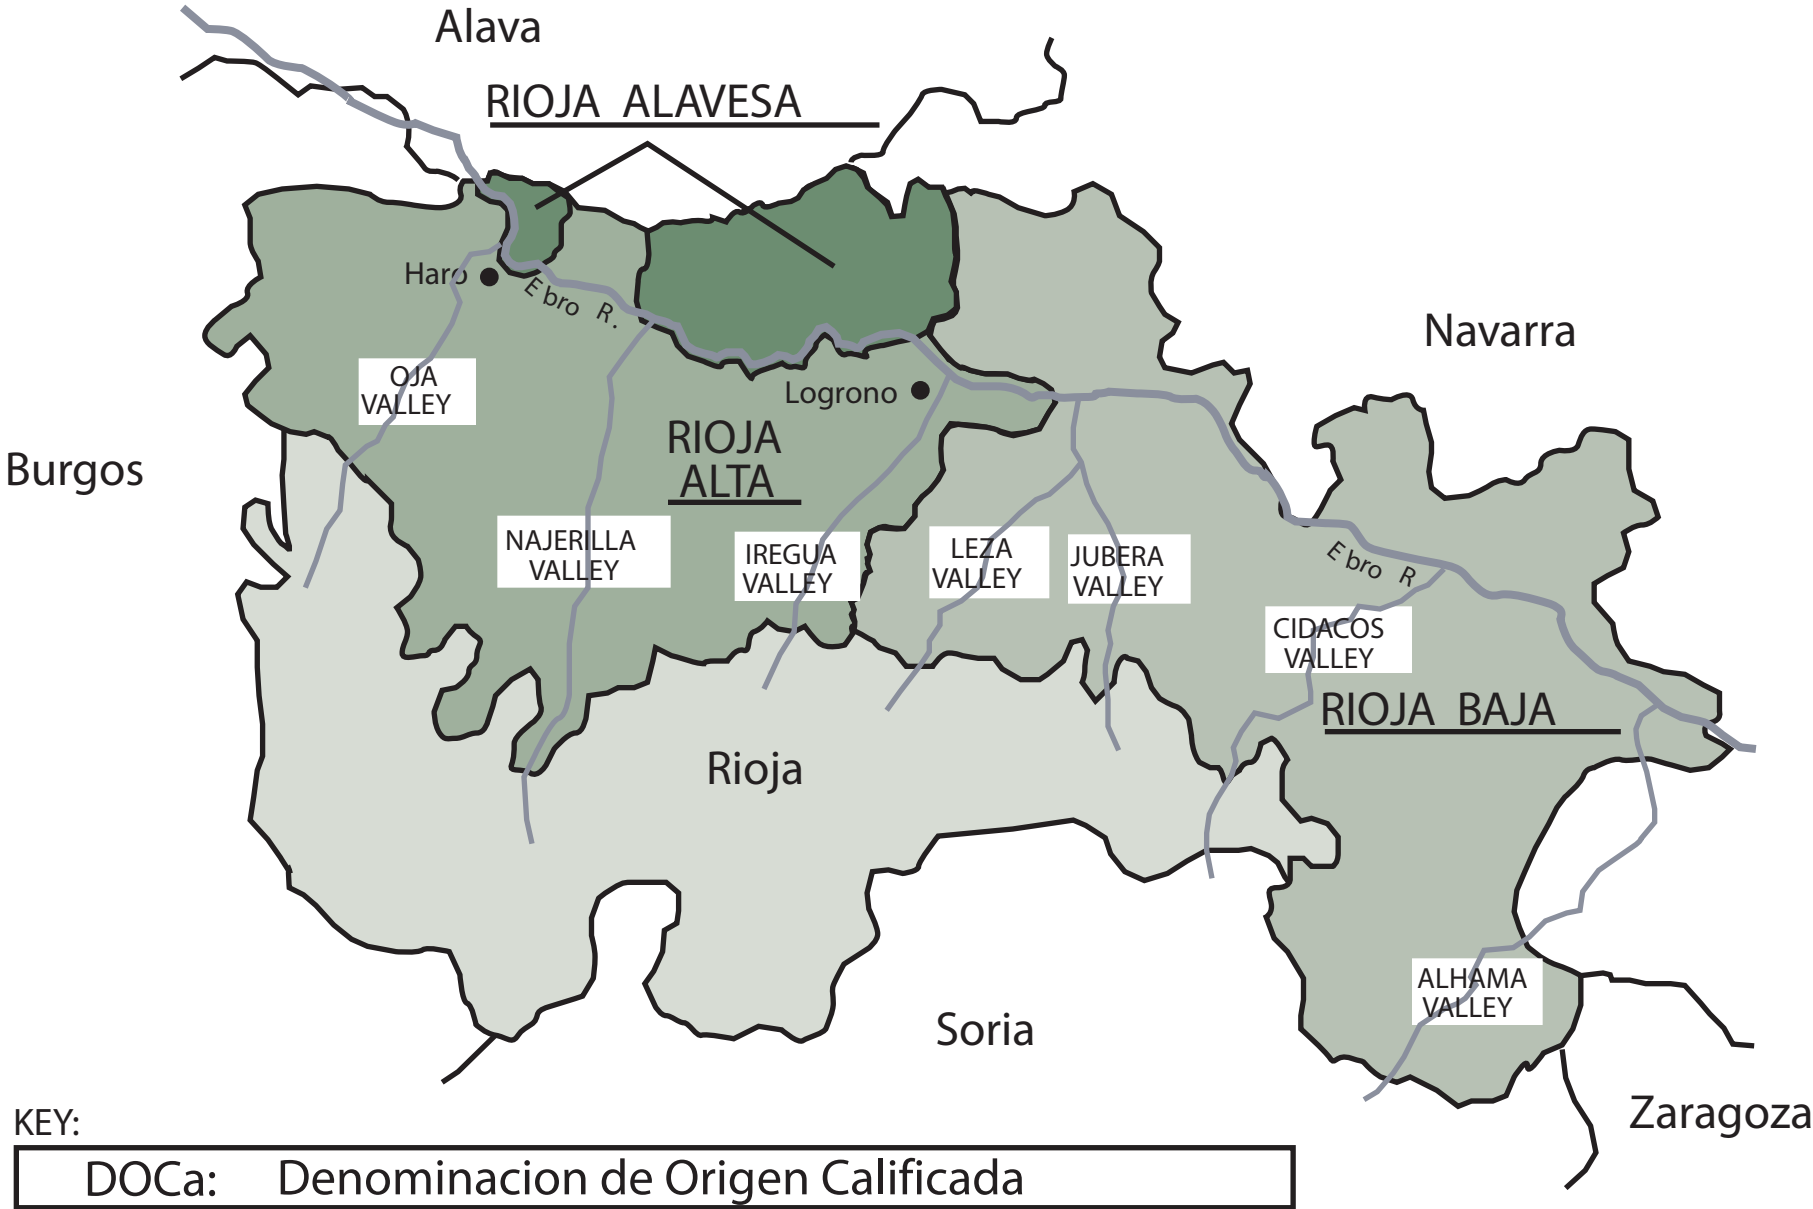 Alava
RIOJA ALAVESA
Haro
Ebro R.
Navarra
OJA
VALLEY
Logrono
RIOJA
ALTA
Burgos
NAJERILLA
VALLEY
IREGUA
VALLEY
LEZA
VALLEY
JUBERA
VALLEY
Ebro R
CIDACOS
VALLEY
RIOJA BAJA
Rioja
ALHAMA
VALLEY
Soria
Zaragoza
KEY:
DOCa: Denominacion de Origen Calificada